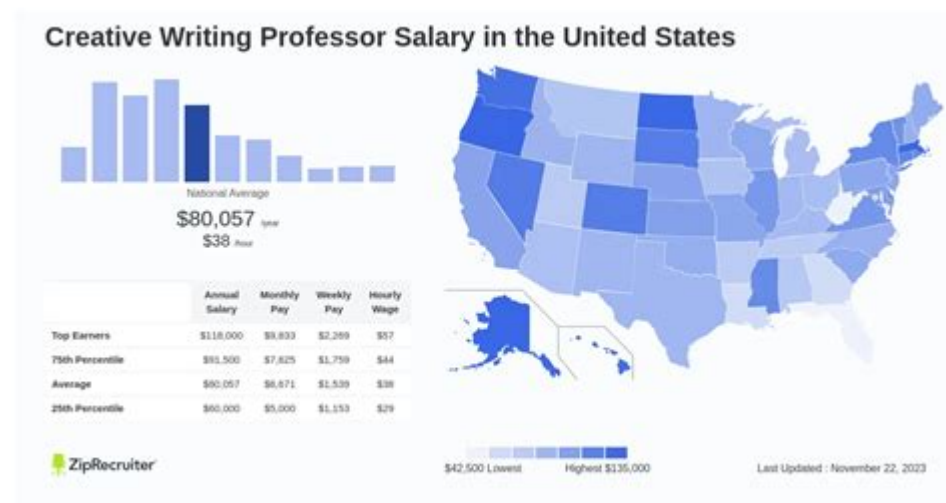 Creative Writing Professor Salary in the United States
National Average
$80,057 /year
$38 /hour
Annual Salary Monthly Pay Weekly Pay Hourly Wage
Top Earners $118,000 $9,833 $2,269 $57
75th Percentile $91,500 $7,625 $1,759 $44
Average $80,057 $6,671 $1,539 $38
25th Percentile $60,000 $5,000 $1,153 $29
ZipRecruiter
$42,500 Lowest Highest $135,000
Last Updated : November 22, 2023